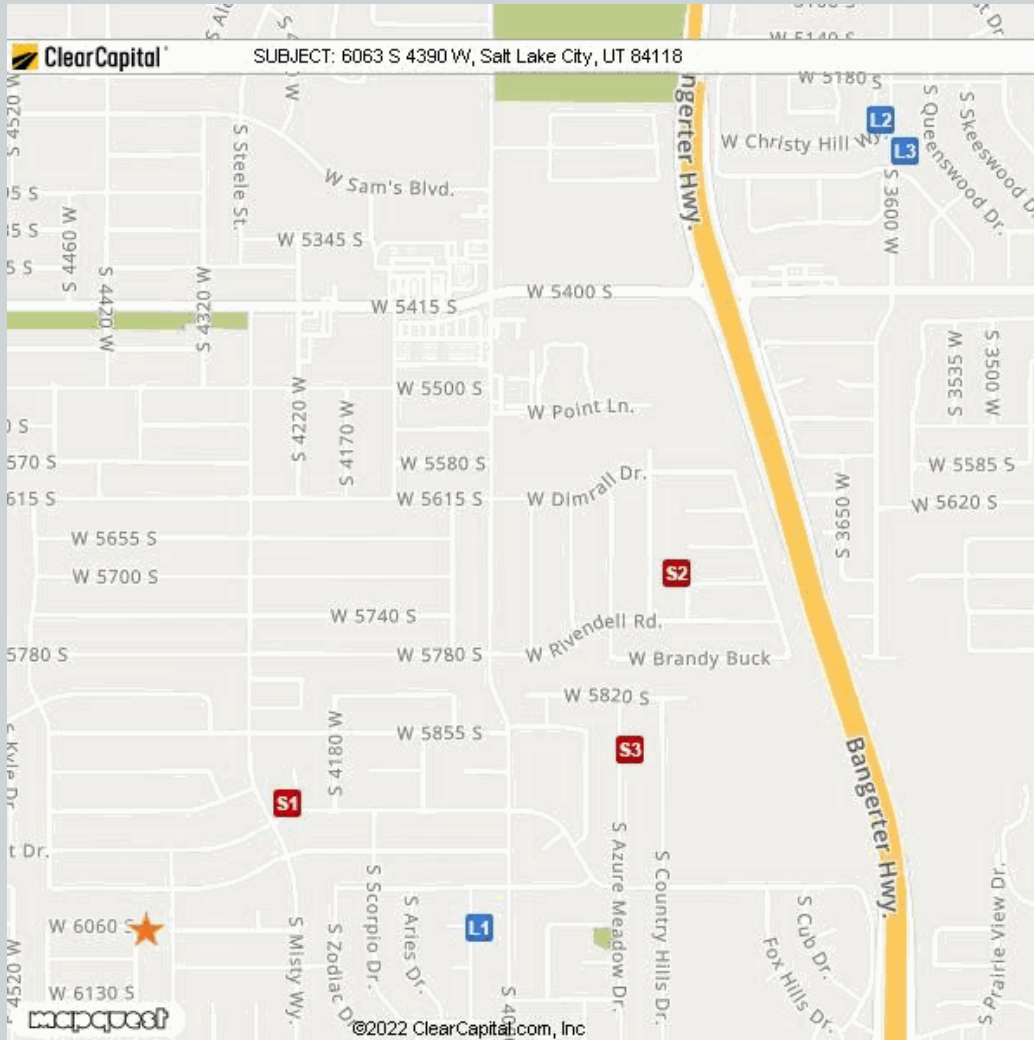 ClearCapital
SUBJECT: 6063 S 4390 W, Salt Lake City, UT 84118
W 5140 S
W 5180 S
S 4520 W
S Steele St.
Bangerter Hwy.
W Christy Hill Wy.
L2
L3
S Queenswood Dr.
S Skeeswood D
W Sam's Blvd.
S 4460 W
W 5345 S
S 3600 W
S 4420 W
S 4320 W
W 5415 S
W 5400 S
S 3535 W
S 3500 W
W 5500 S
S 4220 W
S 4170 W
W Point Ln.
570 S
W 5580 S
W 5585 S
615 S
W 5615 S
W Dimrall Dr.
S 3650 W
W 5620 S
W 5655 S
W 5700 S
S2
W 5740 S
W Rivendell Rd.
5780 S
W 5780 S
W Brandy Buck
W 5820 S
S Kyle Dr.
S 4180 W
W 5855 S
S3
Bangerter Hwy.
S1
t Dr.
S Azure Meadow Dr.
S Country Hills Dr.
S Scorpio Dr.
S Aries Dr.
S Prairie View Dr.
W 6060 S
L1
S Misty Wy.
S Zodiac D
S Cub Dr.
Fox Hills Dr.
4520 W
W 6130 S
mapquest
©2022 ClearCapital.com, Inc